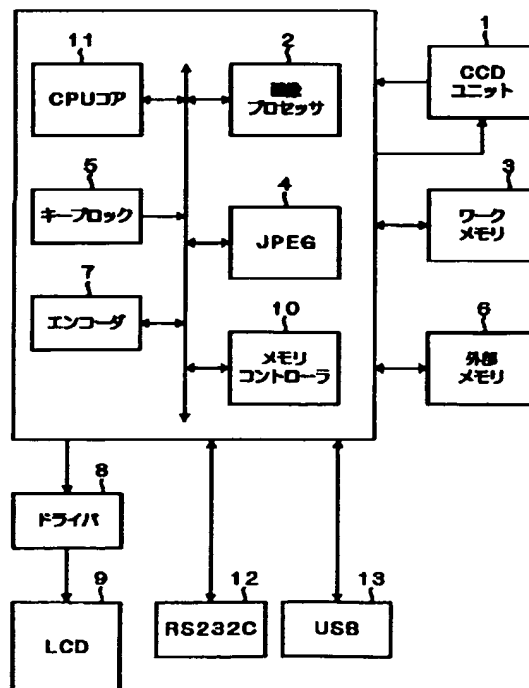 11
CPUコア
2
画像
プロセッサ
1
CCD
ユニット
5
キーブロック
4
JPEG
3
ワーク
メモリ
7
エンコーダ
10
メモリ
コントローラ
6
外部
メモリ
8
ドライバ
9
LCD
12
RS232C
13
USB